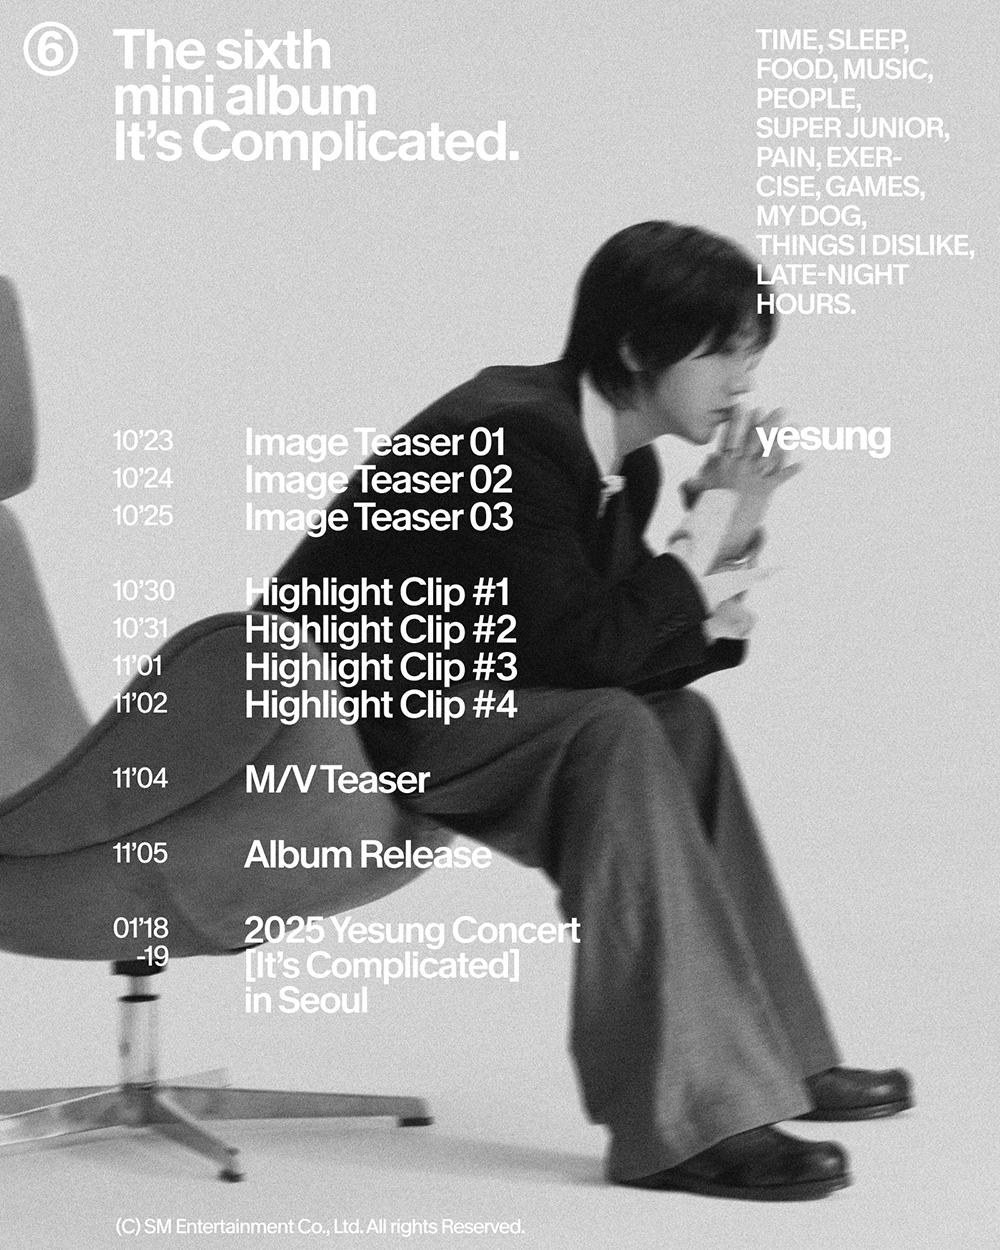 6
The sixth
mini album
It's Complicated.
TIME, SLEEP,
FOOD, MUSIC,
PEOPLE,
SUPER JUNIOR,
PAIN, EXER-
CISE, GAMES,
MY DOG,
THINGS I DISLIKE,
LATE-NIGHT
HOURS.
yesung
10'23 Image Teaser 01
10'24 Image Teaser 02
10'25 Image Teaser 03
10'30 Highlight Clip #1
10'31 Highlight Clip #2
11'01 Highlight Clip #3
11'02 Highlight Clip #4
11'04 M/V Teaser
11'05 Album Release
01'18 2025 Yesung Concert
-19 [It's Complicated]
in Seoul
(C) SM Entertainment Co., Ltd. All rights Reserved.